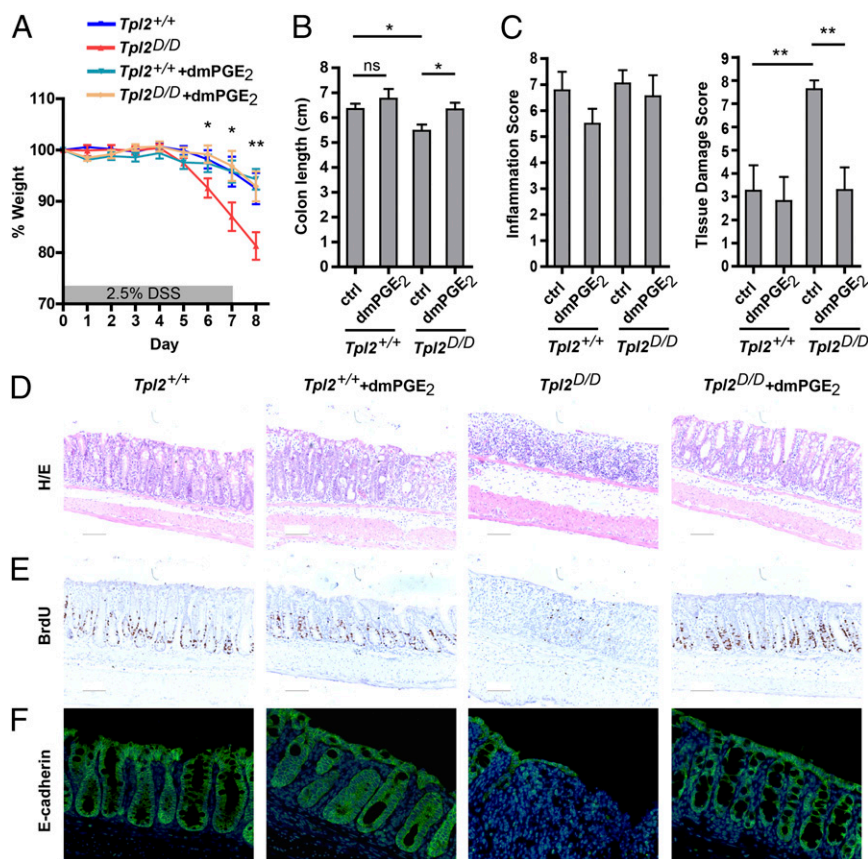 A
Tpl2+/+
Tpl2D/D
Tpl2+/+ +dmPGE2
Tpl2D/D +dmPGE2
% Weight
110
100
90
80
70
* * **
2.5% DSS
0 1 2 3 4 5 6 7 8
Day
B
Colon length (cm)
8
7
6
5
4
3
2
1
0
*
ns
*
ctrl
dmPGE2
ctrl
dmPGE2
Tpl2+/+
Tpl2D/D
C
Inflammation Score
8
7
6
5
4
3
2
1
0
ctrl
dmPGE2
ctrl
dmPGE2
Tpl2+/+
Tpl2D/D
TIssue Damage Score
9
8
7
6
5
4
3
2
1
0
**
**
ctrl
dmPGE2
ctrl
dmPGE2
Tpl2+/+
Tpl2D/D
D
Tpl2+/+
Tpl2+/++dmPGE2
Tpl2D/D
Tpl2D/D+dmPGE2
H/E
E
BrdU
F
E-cadherin